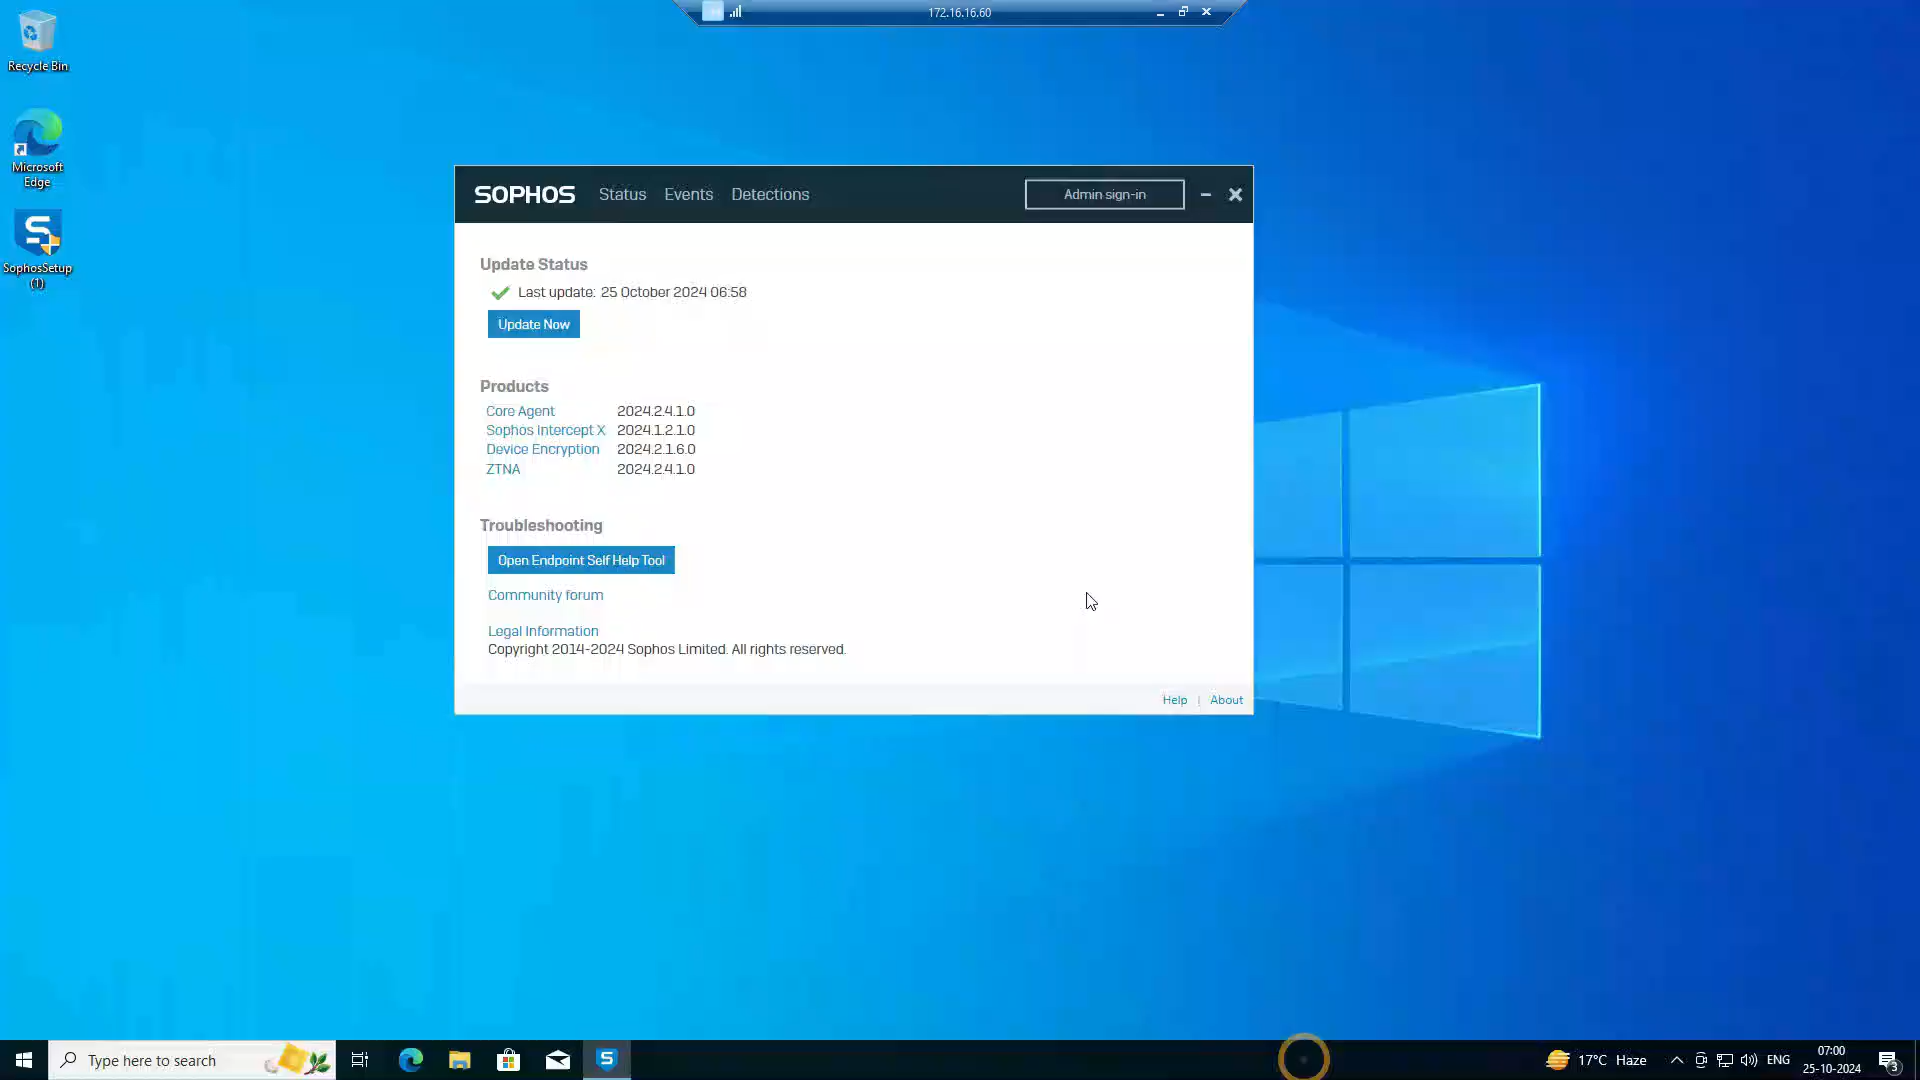 172.16.16.60
Recycle Bin
Microsoft
Edge
SophosSetup
(1)
SOPHOS Status Events Detections Admin sign-in
Update Status
Last update: 25 October 2024 06:58
Update Now
Products
Core Agent 2024.2.4.1.0
Sophos Intercept X 2024.1.2.1.0
Device Encryption 2024.2.1.6.0
ZTNA 2024.2.4.1.0
Troubleshooting
Open Endpoint Self Help Tool
Community forum
Legal Information
Copyright 2014-2024 Sophos Limited. All rights reserved.
Help | About
Type here to search
17°C Haze
ENG
07:00
25-10-2024
3